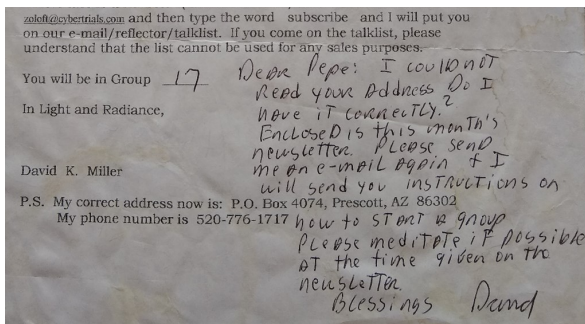 zoloft@cybertrials.com and then type the word subscribe and I will put you
on our e-mail/reflector/talklist. If you come on the talklist, please
understand that the list cannot be used for any sales purposes.
You will be in Group 17
In Light and Radiance,
David K. Miller
Dear Pepe: I could not
Read your Address Do I
have it correctly?
Enclosed is this month's
newsletter. Please send
me an e-mail again + I
will send you instructions on
P.S. My correct address now is: P.O. Box 4074, Prescott, AZ 86302
My phone number is 520-776-1717
how to start a group
Please meditate if possible
at the time given on the
newsletter.
Blessings David